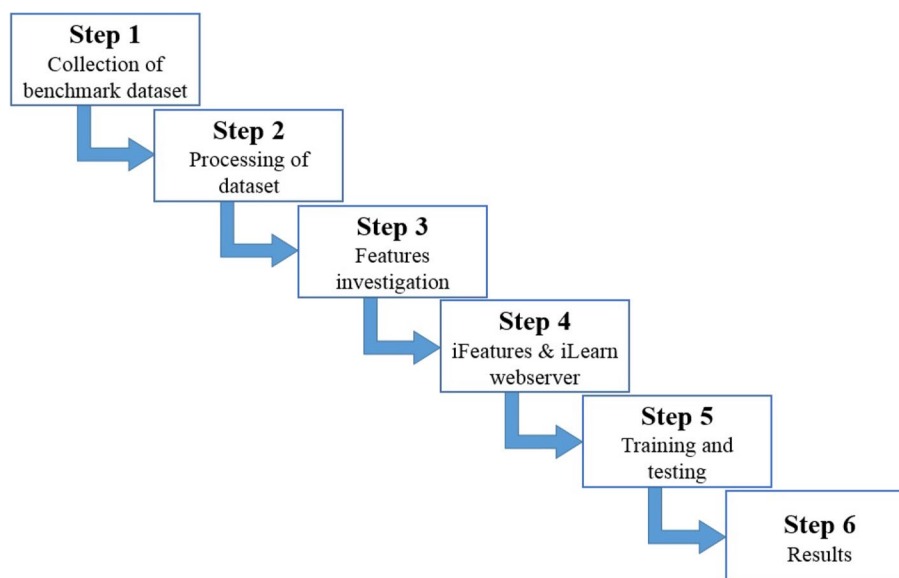 Step 1
Collection of
benchmark dataset
Step 2
Processing of
dataset
Step 3
Features
investigation
Step 4
iFeatures & iLearn
webserver
Step 5
Training and
testing
Step 6
Results